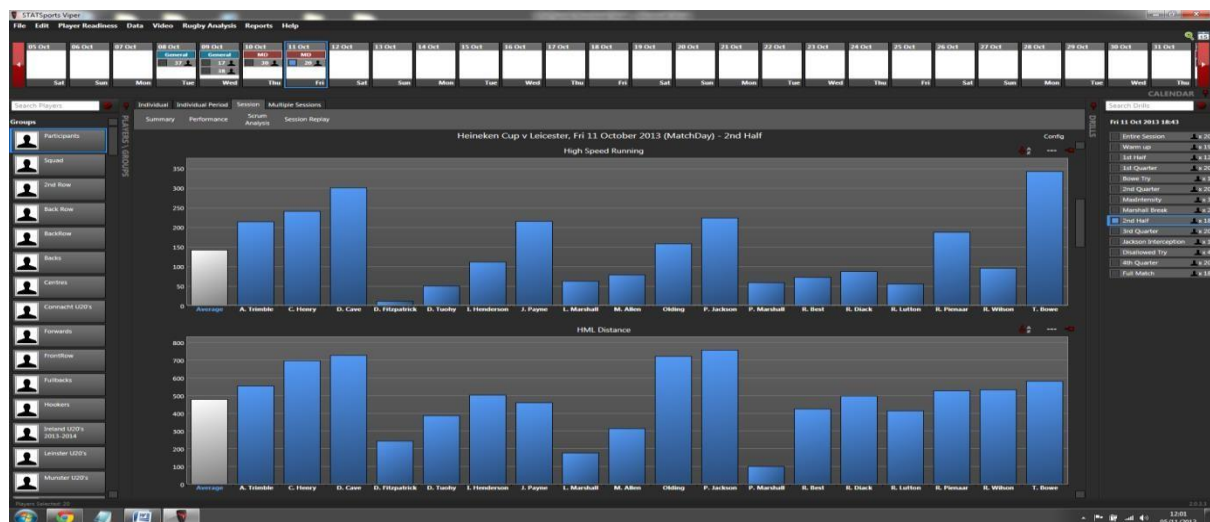 STATSports Viper
File Edit Player Readiness Data Video Rugby Analysis Reports Help
05 Oct 06 Oct 07 Oct 08 Oct 09 Oct 10 Oct 11 Oct 12 Oct 13 Oct 14 Oct 15 Oct 16 Oct 17 Oct 18 Oct 19 Oct 20 Oct 21 Oct 22 Oct 23 Oct 24 Oct 25 Oct 26 Oct 27 Oct 28 Oct 29 Oct 30 Oct 31 Oct
General General MD MD
37 17
38
Sat Sun Mon Tue Wed Thu Fri Sat Sun Mon Tue Wed Thu Fri Sat Sun Mon Tue Wed Thu Fri Sat Sun Mon Tue Wed Thu
CALENDAR
Search Players
Individual Individual Period Session Multiple Sessions
Search Drills
Groups
PLAYERS \ GROUPS
Summary Performance Scrum Analysis Session Replay
DRILLS
Fri 11 Oct 2013 18:43
Heineken Cup v Leicester, Fri 11 October 2013 (MatchDay) - 2nd Half
Config
Participants
Squad
2nd Row
Back Row
BackRow
Backs
Centres
Connacht U20's
Forwards
FrontRow
Fullbacks
Hookers
Ireland U20's
2013-2014
Leinster U20's
Munster U20's
High Speed Running
350
300
250
200
150
100
50
0
Average A. Trimble C. Henry D. Cave D. Fitzpatrick D. Tuohy I. Henderson J. Payne L. Marshall M. Allen Olding P. Jackson P. Marshall R. Best R. Diack R. Lutton R. Pienaar R. Wilson T. Bowe
HML Distance
800
700
600
500
400
300
200
100
0
Average A. Trimble C. Henry D. Cave D. Fitzpatrick D. Tuohy I. Henderson J. Payne L. Marshall M. Allen Olding P. Jackson P. Marshall R. Best R. Diack R. Lutton R. Pienaar R. Wilson T. Bowe
Entire Session
Warm up
1st Half
1st Quarter
Bowe Try
2nd Quarter
MaxIntensity
Marshall Break
2nd Half
3rd Quarter
Jackson Interception
Disallowed Try
4th Quarter
Full Match
Players Selected: 20
12:01
05/11/2013